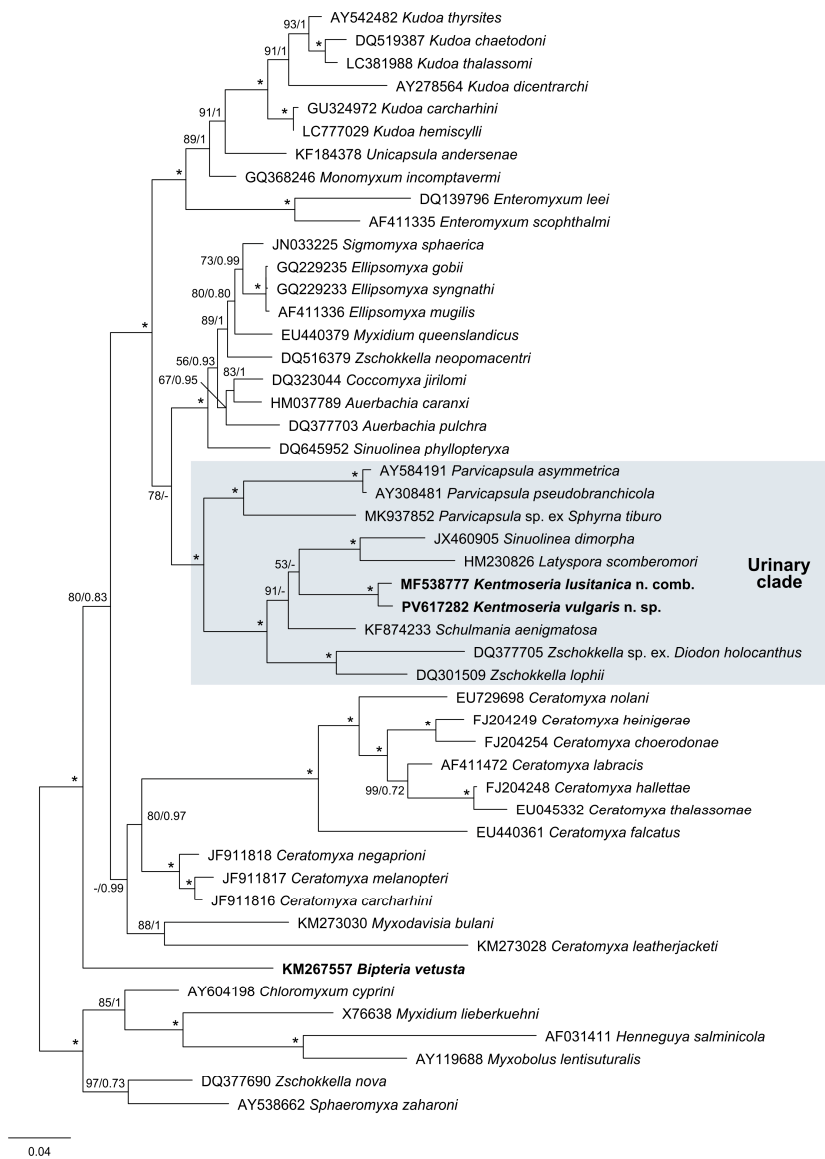 93/1
AY542482 Kudoa thyrsites
*
DQ519387 Kudoa chaetodoni
91/1
LC381988 Kudoa thalassomi
*
AY278564 Kudoa dicentrarchi
91/1
*
GU324972 Kudoa carcharhini
LC777029 Kudoa hemiscylli
89/1
KF184378 Unicapsula andersenae
*
GQ368246 Monomyxum incomptavermi
*
DQ139796 Enteromyxum leei
AF411335 Enteromyxum scophthalmi
JN033225 Sigmomyxa sphaerica
73/0.99
GQ229235 Ellipsomyxa gobii
*
GQ229233 Ellipsomyxa syngnathi
80/0.80
AF411336 Ellipsomyxa mugilis
89/1
*
EU440379 Myxidium queenslandicus
56/0.93
DQ516379 Zschokkella neopomacentri
67/0.95
83/1
DQ323044 Coccomyxa jirilomi
*
HM037789 Auerbachia caranxi
DQ377703 Auerbachia pulchra
DQ645952 Sinuolinea phyllopteryxa
*
AY584191 Parvicapsula asymmetrica
78/-
*
AY308481 Parvicapsula pseudobranchicola
MK937852 Parvicapsula sp. ex Sphyrna tiburo
*
JX460905 Sinuolinea dimorpha
*
53/-
HM230826 Latyspora scomberomori
Urinary
clade
91/-
*
MF538777 Kentmoseria lusitanica n. comb.
80/0.83
PV617282 Kentmoseria vulgaris n. sp.
*
KF874233 Schulmania aenigmatosa
*
DQ377705 Zschokkella sp. ex. Diodon holocanthus
DQ301509 Zschokkella lophii
EU729698 Ceratomyxa nolani
*
*
FJ204249 Ceratomyxa heinigerae
*
FJ204254 Ceratomyxa choerodonae
*
*
AF411472 Ceratomyxa labracis
99/0.72
*
FJ204248 Ceratomyxa hallettae
EU045332 Ceratomyxa thalassomae
80/0.97
EU440361 Ceratomyxa falcatus
JF911818 Ceratomyxa negaprioni
*
*
JF911817 Ceratomyxa melanopteri
-/0.99
JF911816 Ceratomyxa carcharhini
88/1
KM273030 Myxodavisia bulani
KM273028 Ceratomyxa leatherjacketi
KM267557 Bipteria vetusta
85/1
AY604198 Chloromyxum cyprini
*
X76638 Myxidium lieberkuehni
*
*
AF031411 Henneguya salminicola
AY119688 Myxobolus lentisuturalis
97/0.73
DQ377690 Zschokkella nova
AY538662 Sphaeromyxa zaharoni
0.04